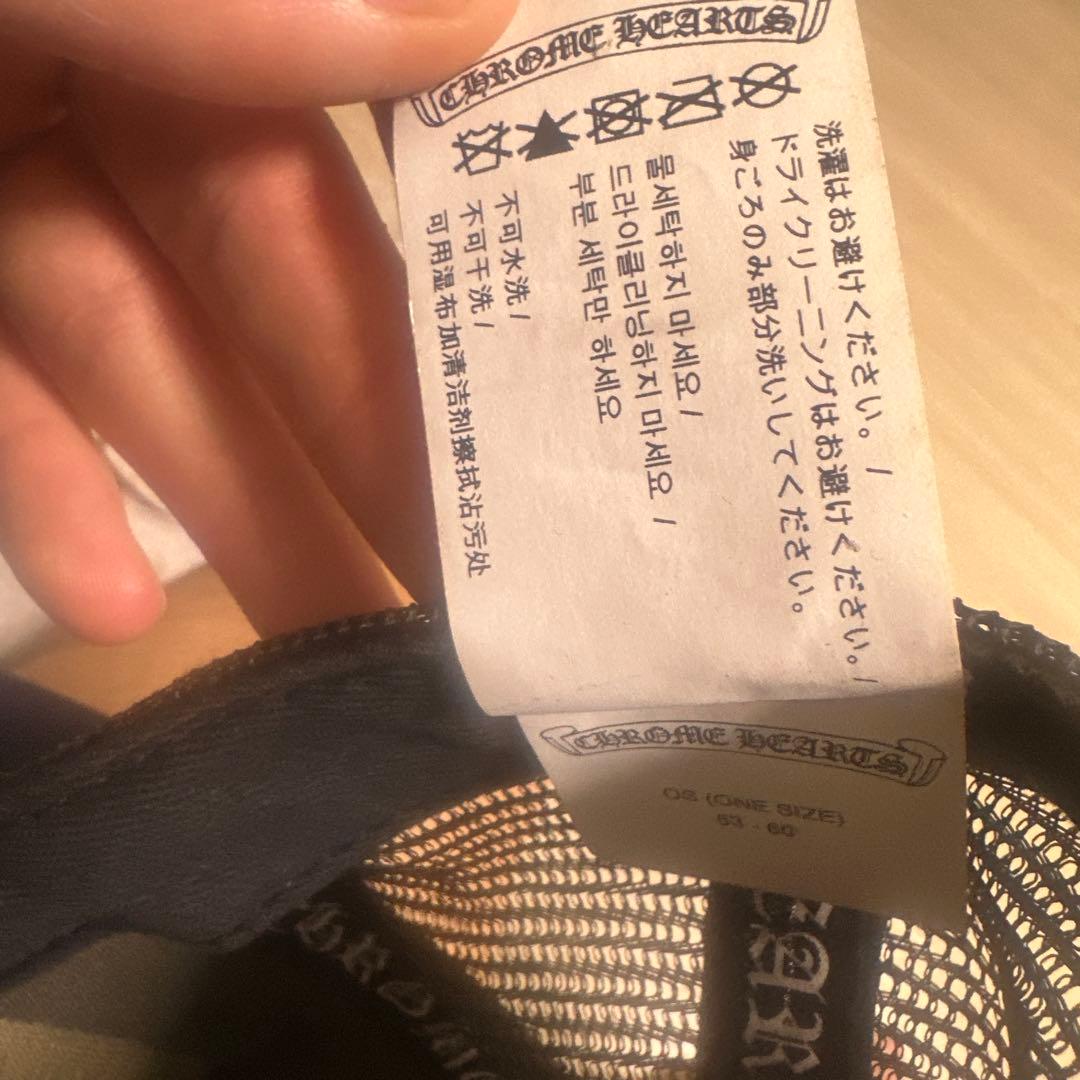 CHROME HEARTS
洗濯はお避けください。 /
ドライクリーニングはお避けください。/
身ごろのみ部分洗いしてください。
물세탁하지 마세요 /
드라이클리닝하지 마세요 /
부분 세탁만 하세요
不可水洗 /
不可干洗 /
可用湿布加清洁剂擦拭沾污处
CHROME HEARTS
OS (ONE SIZE)
53 - 60
CHROME